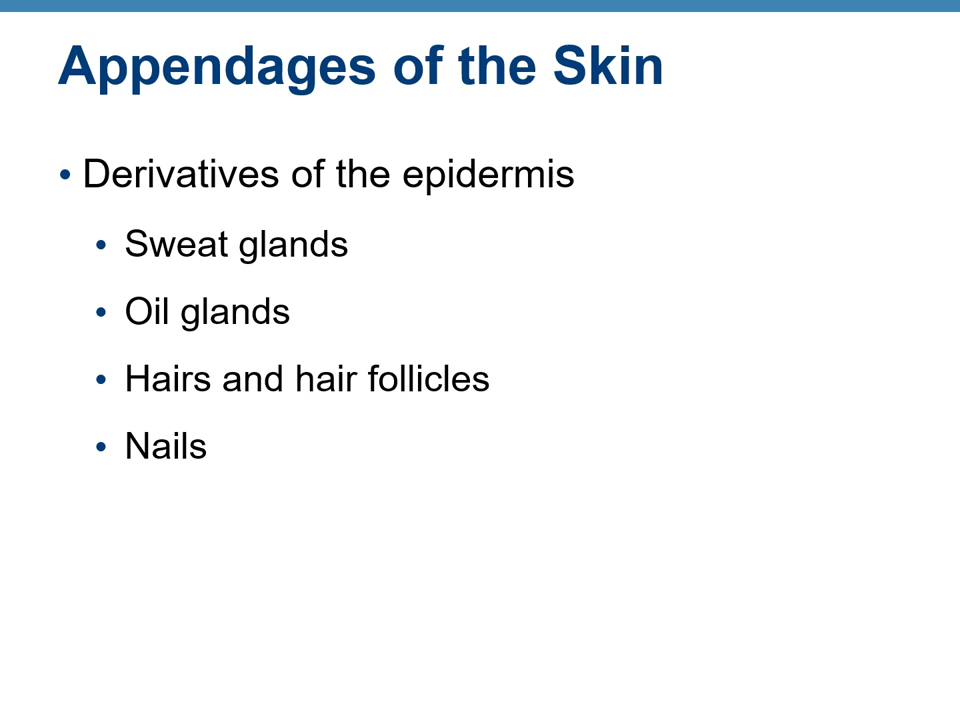 Appendages of the Skin
• Derivatives of the epidermis
• Sweat glands
• Oil glands
• Hairs and hair follicles
• Nails